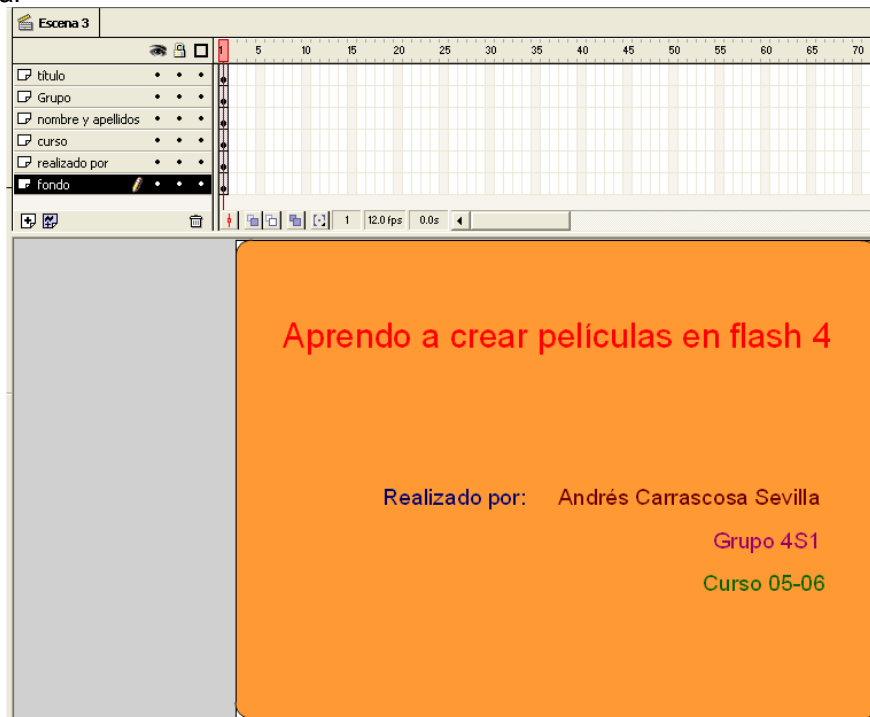 a.
Escena 3
1 5 10 15 20 25 30 35 40 45 50 55 60 65 70
título
Grupo
nombre y apellidos
curso
realizado por
fondo
1 12.0 fps 0.0s
Aprendo a crear películas en flash 4
Realizado por: Andrés Carrascosa Sevilla
Grupo 4S1
Curso 05-06